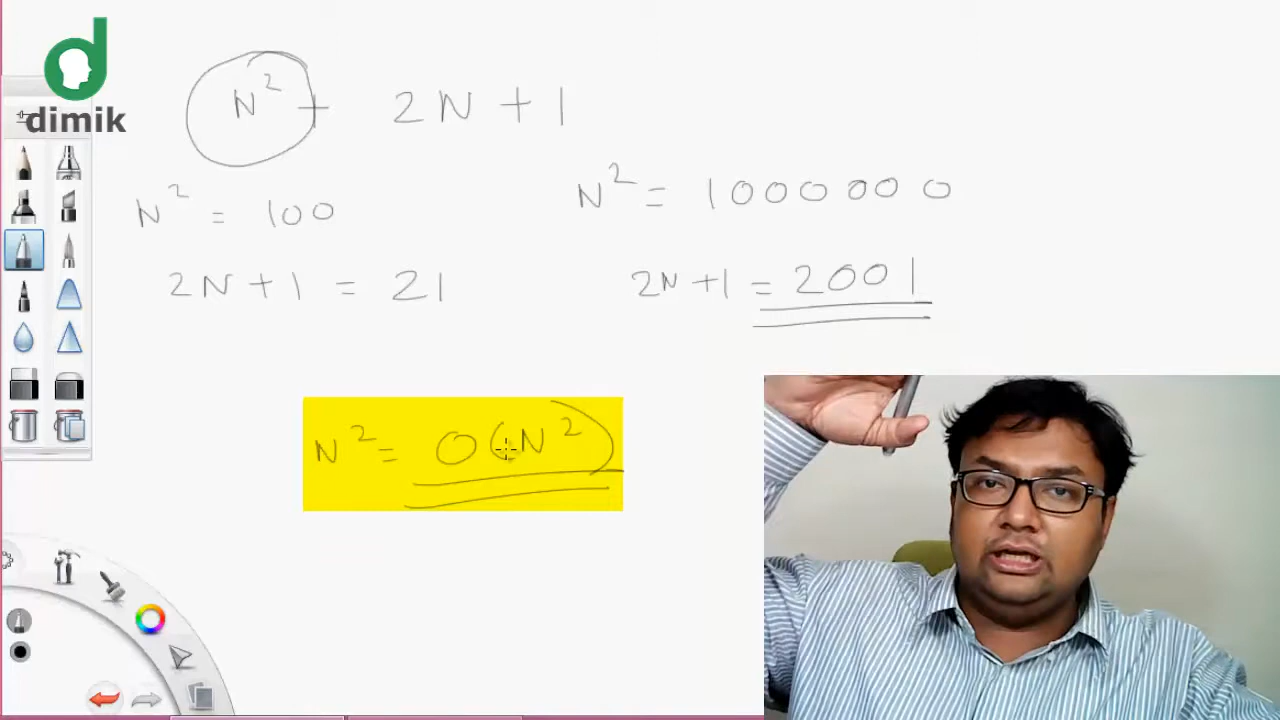 dimik
N² + 2N + 1
N² = 100
N² = 1000000
2N + 1 = 21
2N + 1 = 2001
N² = O(N²)